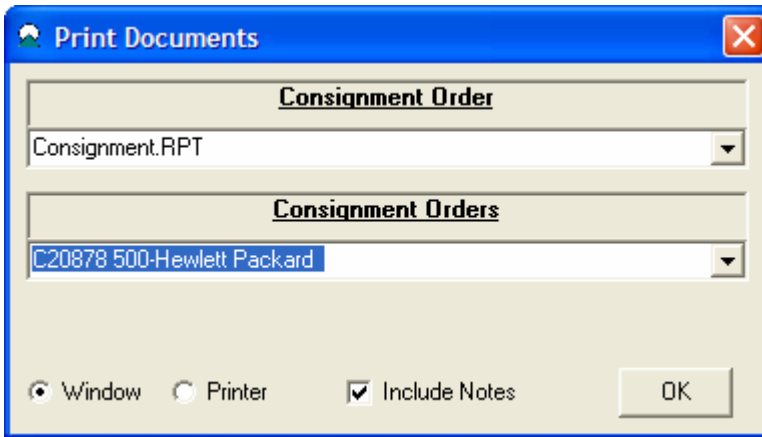 Print Documents
Consignment Order
Consignment.RPT
Consignment Orders
C20878 500-Hewlett Packard
Window Printer Include Notes OK